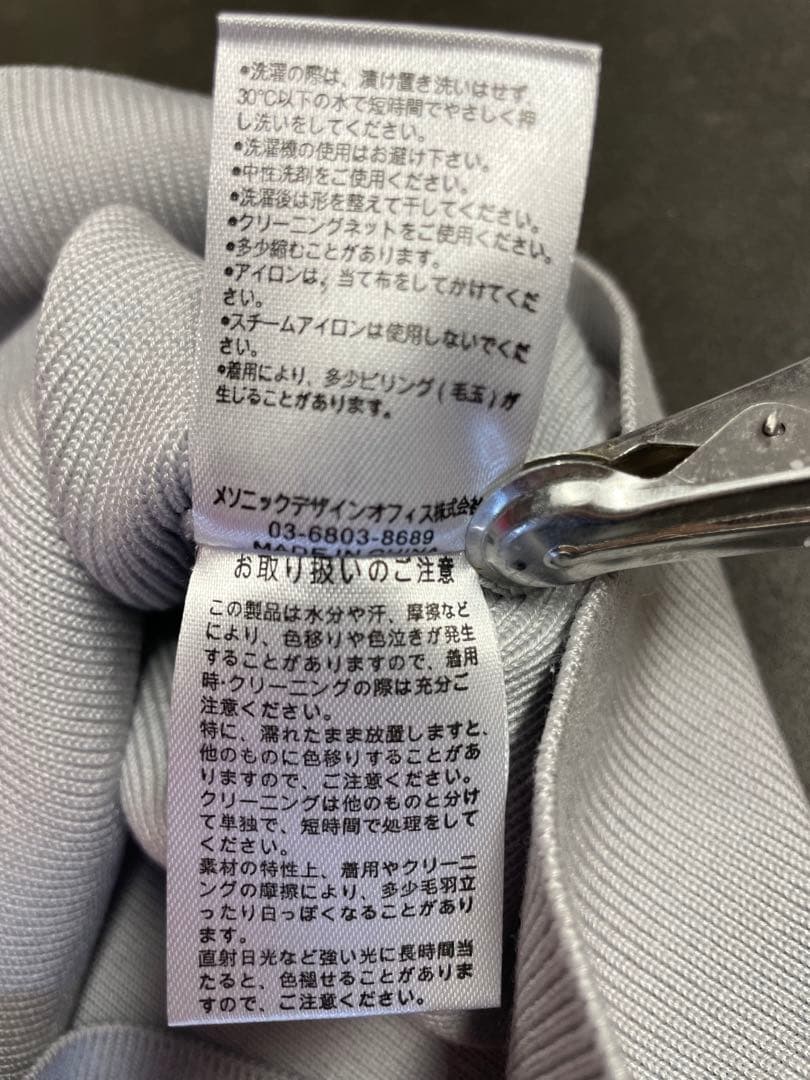 ●洗濯の際は、漬け置き洗いはせず、
30℃以下の水で短時間でやさしく押
し洗いをしてください。
●洗濯機の使用はお避け下さい。
●中性洗剤をご使用ください。
●洗濯後は形を整えて干してください。
●クリーニングネットをご使用ください。
●多少縮むことがあります。
●アイロンは、当て布をしてかけてくだ
さい。
●スチームアイロンは使用しないでくだ
さい。
●着用により、多少ピリング(毛玉)が
生じることがあります。
メソニックデザインオフィス株式会社
03-6803-8689
MADE IN CHINA
お取り扱いのご注意
この製品は水分や汗、摩擦など
により、色移りや色泣きが発生
することがありますので、着用
時・クリーニングの際は充分ご
注意ください。
特に、濡れたまま放置しますと、
他のものに色移りすることがあ
りますので、ご注意ください。
クリーニングは他のものと分け
て単独で、短時間で処理をして
ください。
素材の特性上、着用やクリーニ
ングの摩擦により、多少毛羽立
ったり白っぽくなることがあり
ます。
直射日光など強い光に長時間当
たると、色褪せることがありま
すので、ご注意ください。